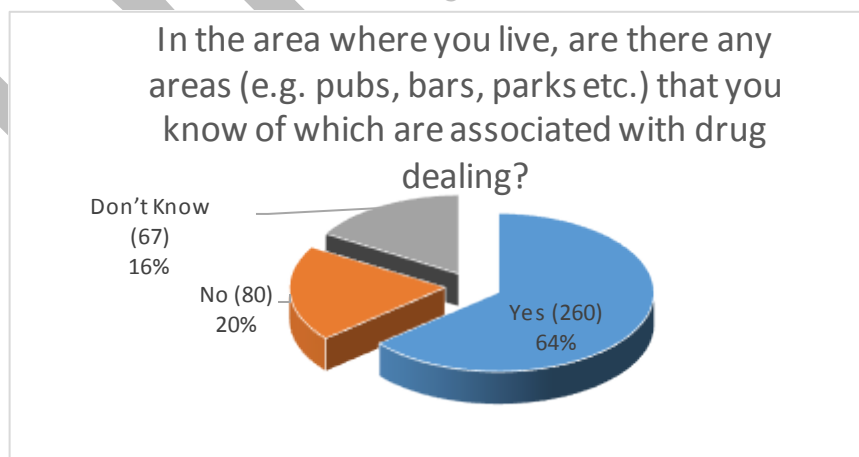 In the area where you live, are there any
areas (e.g. pubs, bars, parks etc.) that you
know of which are associated with drug
dealing?
Don’t Know
(67)
16%
No (80)
20%
Yes (260)
64%